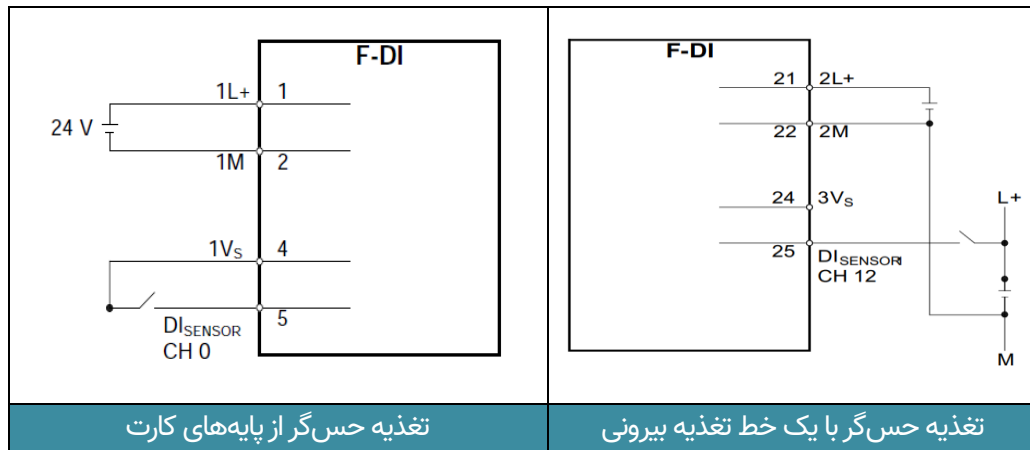 F-DI
1L+ 1
24 V
1M 2
1VS 4
5
DISENSOR
CH 0
تغذیه حس‌گر از پایه‌های کارت
F-DI
21 2L+
22 2M
24 3VS
L+
25 DISENSOR
CH 12
M
تغذیه حس‌گر با یک خط تغذیه بیرونی